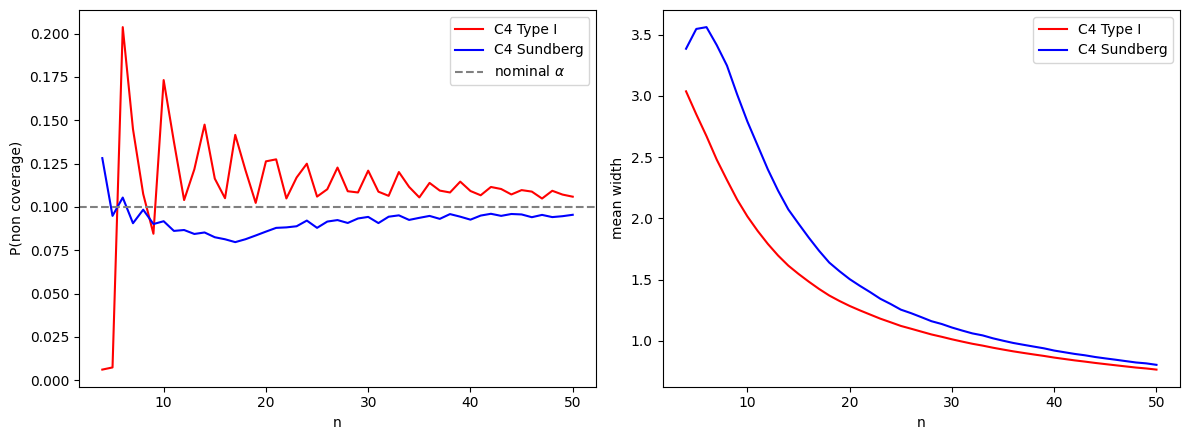 C4 Type I
C4 Sundberg
nominal α
P(non coverage)
0.200
0.175
0.150
0.125
0.100
0.075
0.050
0.025
0.000
10
20
30
40
50
n
C4 Type I
C4 Sundberg
mean width
3.5
3.0
2.5
2.0
1.5
1.0
10
20
30
40
50
n